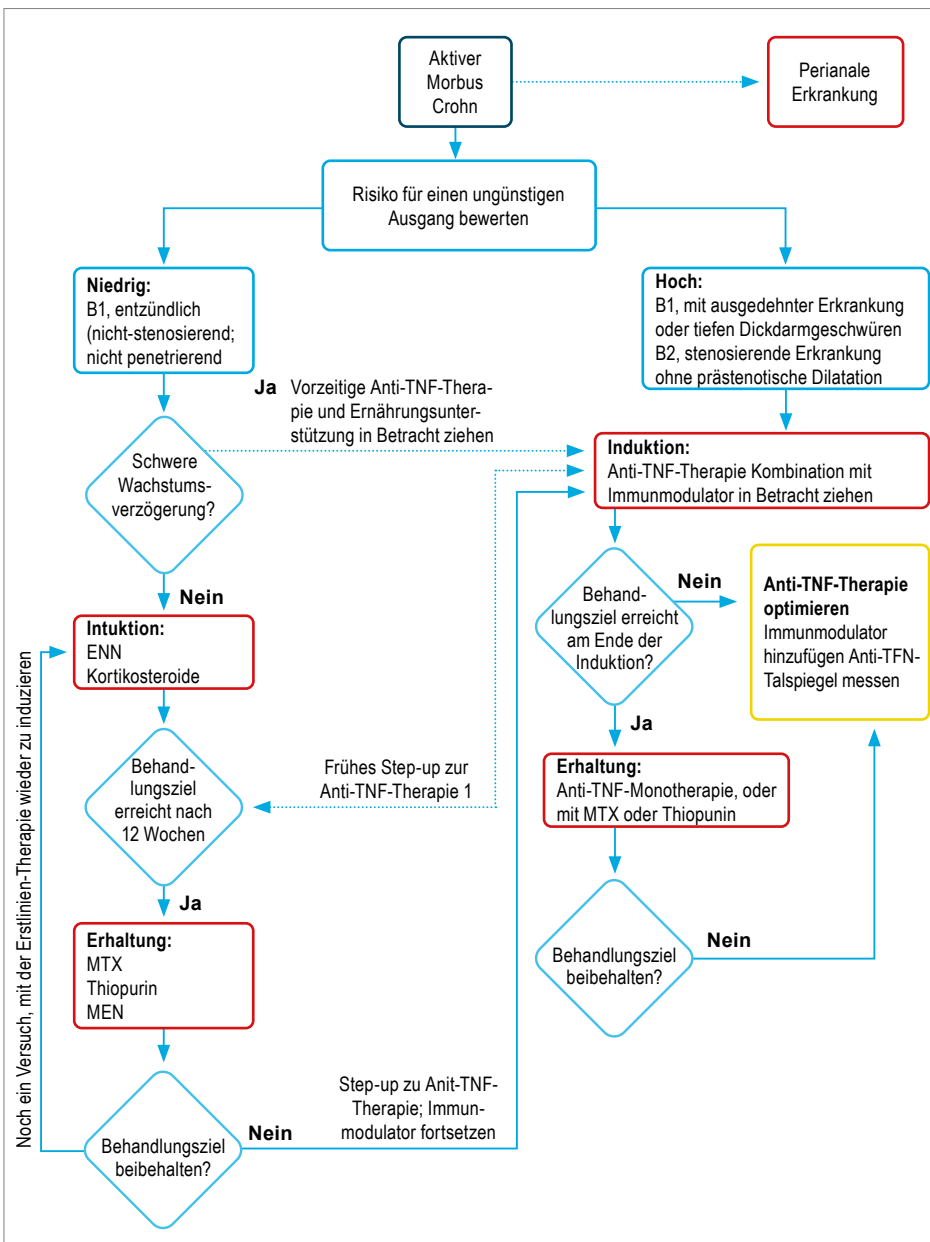 Aktiver
Morbus
Crohn
Perianale
Erkrankung
Risiko für einen ungünstigen
Ausgang bewerten
Niedrig:
B1, entzündlich
(nicht-stenosierend;
nicht penetrierend
Hoch:
B1, mit ausgedehnter Erkrankung
oder tiefen Dickdarmgeschwüren
B2, stenosierende Erkrankung
ohne prästenotische Dilatation
Ja Vorzeitige Anti-TNF-Thera-
pie und Ernährungsunter-
stützung in Betracht ziehen
Schwere
Wachstums-
verzögerung?
Induktion:
Anti-TNF-Therapie Kombination mit
Immunmodulator in Betracht ziehen
Nein
Behand-
lungsziel erreicht
am Ende der
Induktion?
Nein
Anti-TNF-Therapie
optimieren
Immunmodulator
hinzufügen Anti-TFN-
Talspiegel messen
Intuktion:
ENN
Kortikosteroide
Ja
Noch ein Versuch, mit der Erstlinien-Therapie wieder zu induzieren
Behand-
lungsziel
erreicht nach
12 Wochen
Frühes Step-up zur
Anti-TNF-Therapie 1
Erhaltung:
Anti-TNF-Monotherapie, oder
mit MTX oder Thiopunin
Ja
Erhaltung:
MTX
Thiopurin
MEN
Behandlungsziel
beibehalten?
Nein
Step-up zu Anit-TNF-
Therapie; Immun-
modulator fortsetzen
Behandlungsziel
beibehalten?
Nein